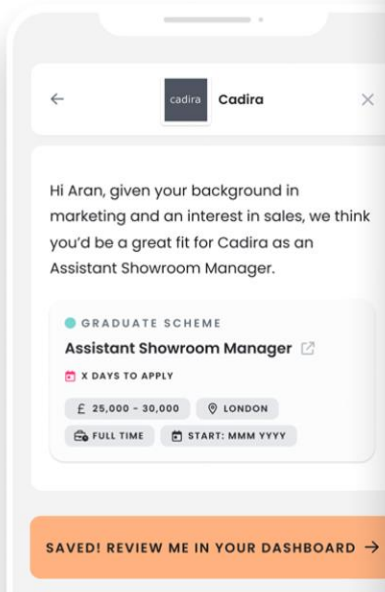 cadira Cadira
Hi Aran, given your background in
marketing and an interest in sales, we think
you'd be a great fit for Cadira as an
Assistant Showroom Manager.
GRADUATE SCHEME
Assistant Showroom Manager
X DAYS TO APPLY
£ 25,000 - 30,000 LONDON
FULL TIME START: MMM YYYY
SAVED! REVIEW ME IN YOUR DASHBOARD →